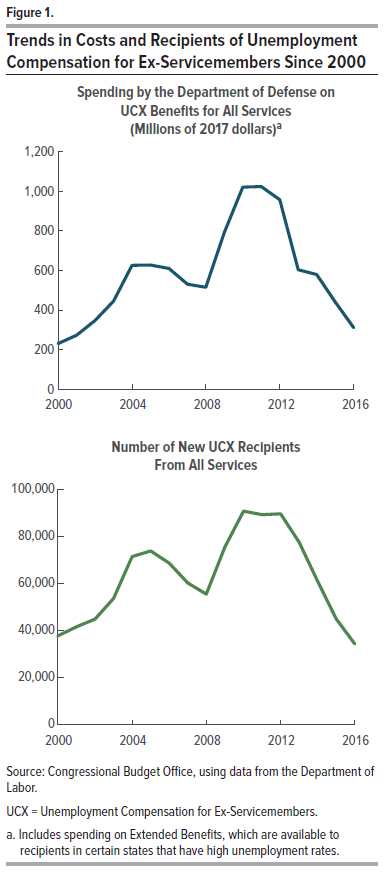 Figure 1.
Trends in Costs and Recipients of Unemployment
Compensation for Ex-Servicemembers Since 2000
Spending by the Department of Defense on
UCX Benefits for All Services
(Millions of 2017 dollars)ª
1,200
1,000
800
600
400
200
0
2000 2004 2008 2012 2016
Number of New UCX Recipients
From All Services
100,000
80,000
60,000
40,000
20,000
0
2000 2004 2008 2012 2016
Source: Congressional Budget Office, using data from the Department of
Labor.
UCX = Unemployment Compensation for Ex-Servicemembers.
a. Includes spending on Extended Benefits, which are available to
recipients in certain states that have high unemployment rates.